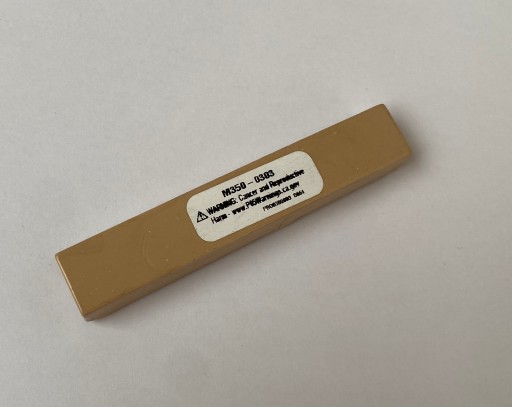 M350-0303
⚠ WARNING: Cancer and Reproductive
Harm - www.P65Warnings.ca.gov